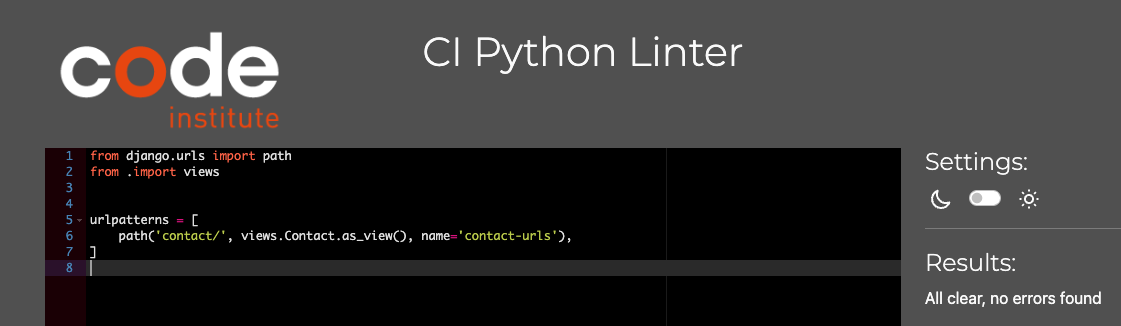 code
institute
CI Python Linter
1 from django.urls import path
2 from .import views
3
4
5 urlpatterns = [
6     path('contact/', views.Contact.as_view(), name='contact-urls'),
7 ]
8
Settings:
Results:
All clear, no errors found